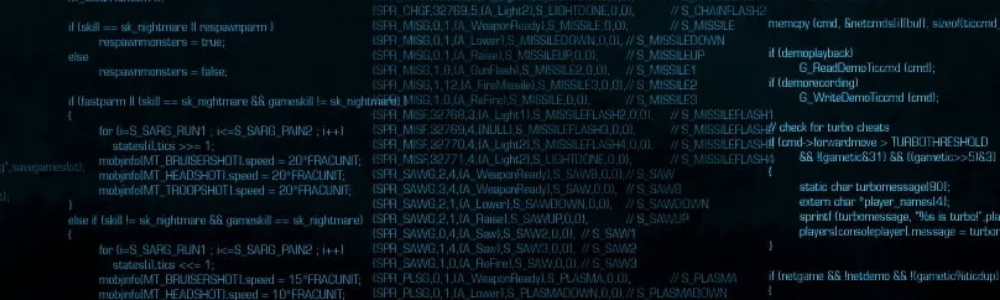 if (skill == sk_nightmare || respawnparm )
respawnmonsters = true;
else
respawnmonsters = false;
if (fastparm || (skill == sk_nightmare && gameskill != sk_nightmare) )
{
for (i=S_SARG_RUN1 ; i<=S_SARG_PAIN2 ; i++)
states[i].tics >>= 1;
mobjinfo[MT_BRUISERSHOT].speed = 20*FRACUNIT;
mobjinfo[MT_HEADSHOT].speed = 20*FRACUNIT;
mobjinfo[MT_TROOPSHOT].speed = 20*FRACUNIT;
}
else if (skill != sk_nightmare && gameskill == sk_nightmare)
{
for (i=S_SARG_RUN1 ; i<=S_SARG_PAIN2 ; i++)
states[i].tics <<= 1;
mobjinfo[MT_BRUISERSHOT].speed = 15*FRACUNIT;
mobjinfo[MT_HEADSHOT].speed = 10*FRACUNIT;
g",savegameslot);
{SPR_CHGF,32769,5,{A_Light2},S_LIGHTDONE,0,0}, // S_CHAINFLASH2
{SPR_MISG,0,1,{A_WeaponReady},S_MISSILE,0,0}, // S_MISSILE
{SPR_MISG,0,1,{A_Lower},S_MISSILEDOWN,0,0}, // S_MISSILEDOWN
{SPR_MISG,0,1,{A_Raise},S_MISSILEUP,0,0}, // S_MISSILEUP
{SPR_MISG,1,8,{A_GunFlash},S_MISSILE2,0,0}, // S_MISSILE1
{SPR_MISG,1,12,{A_FireMissile},S_MISSILE3,0,0}, // S_MISSILE2
MISG,1,0,{A_ReFire},S_MISSILE,0,0}, // S_MISSILE3
{SPR_MISF,32768,3,{A_Light1},S_MISSILEFLASH2,0,0}, // S_MISSILEFLASH1
{SPR_MISF,32769,4,{NULL},S_MISSILEFLASH3,0,0}, // S_MISSILEFLASH
{SPR_MISF,32770,4,{A_Light2},S_MISSILEFLASH4,0,0}, // S_MISSILEFLASH
{SPR_MISF,32771,4,{A_Light2},S_LIGHTDONE,0,0}, // S_MISSILEFLASH4
{SPR_SAWG,2,4,{A_WeaponReady},S_SAWB,0,0}, // S_SAW
{SPR_SAWG,3,4,{A_WeaponReady},S_SAW,0,0}, // S_SAWB
{SPR_SAWG,2,1,{A_Lower},S_SAWDOWN,0,0}, // S_SAWDOWN
{SPR_SAWG,2,1,{A_Raise},S_SAWUP,0,0}, // S_SAWUP
{SPR_SAWG,0,4,{A_Saw},S_SAW2,0,0}, // S_SAW1
{SPR_SAWG,1,4,{A_Saw},S_SAW3,0,0}, // S_SAW2
{SPR_SAWG,1,0,{A_ReFire},S_SAW,0,0}, // S_SAW3
{SPR_PLSG,0,1,{A_WeaponReady},S_PLASMA,0,0}, // S_PLASMA
{SPR_PLSG,0,1,{A_Lower},S_PLASMADOWN,0,0}, // S_PLASMADOWN
memcpy (cmd, &netcmds[i][buf], sizeof(ticcmd
if (demoplayback)
G_ReadDemoTiccmd (cmd);
if (demorecording)
G_WriteDemoTiccmd (cmd);
// check for turbo cheats
if (cmd->forwardmove > TURBOTHRESHOLD
&& !(gametic&31) && ((gametic>>5)&3)
{
static char turbomessage[80];
extern char *player_names[4];
sprintf (turbomessage, "%s is turbo!",pla
players[consoleplayer].message = turbor
}
if (netgame && !netdemo && !(gametic%ticdup)
{